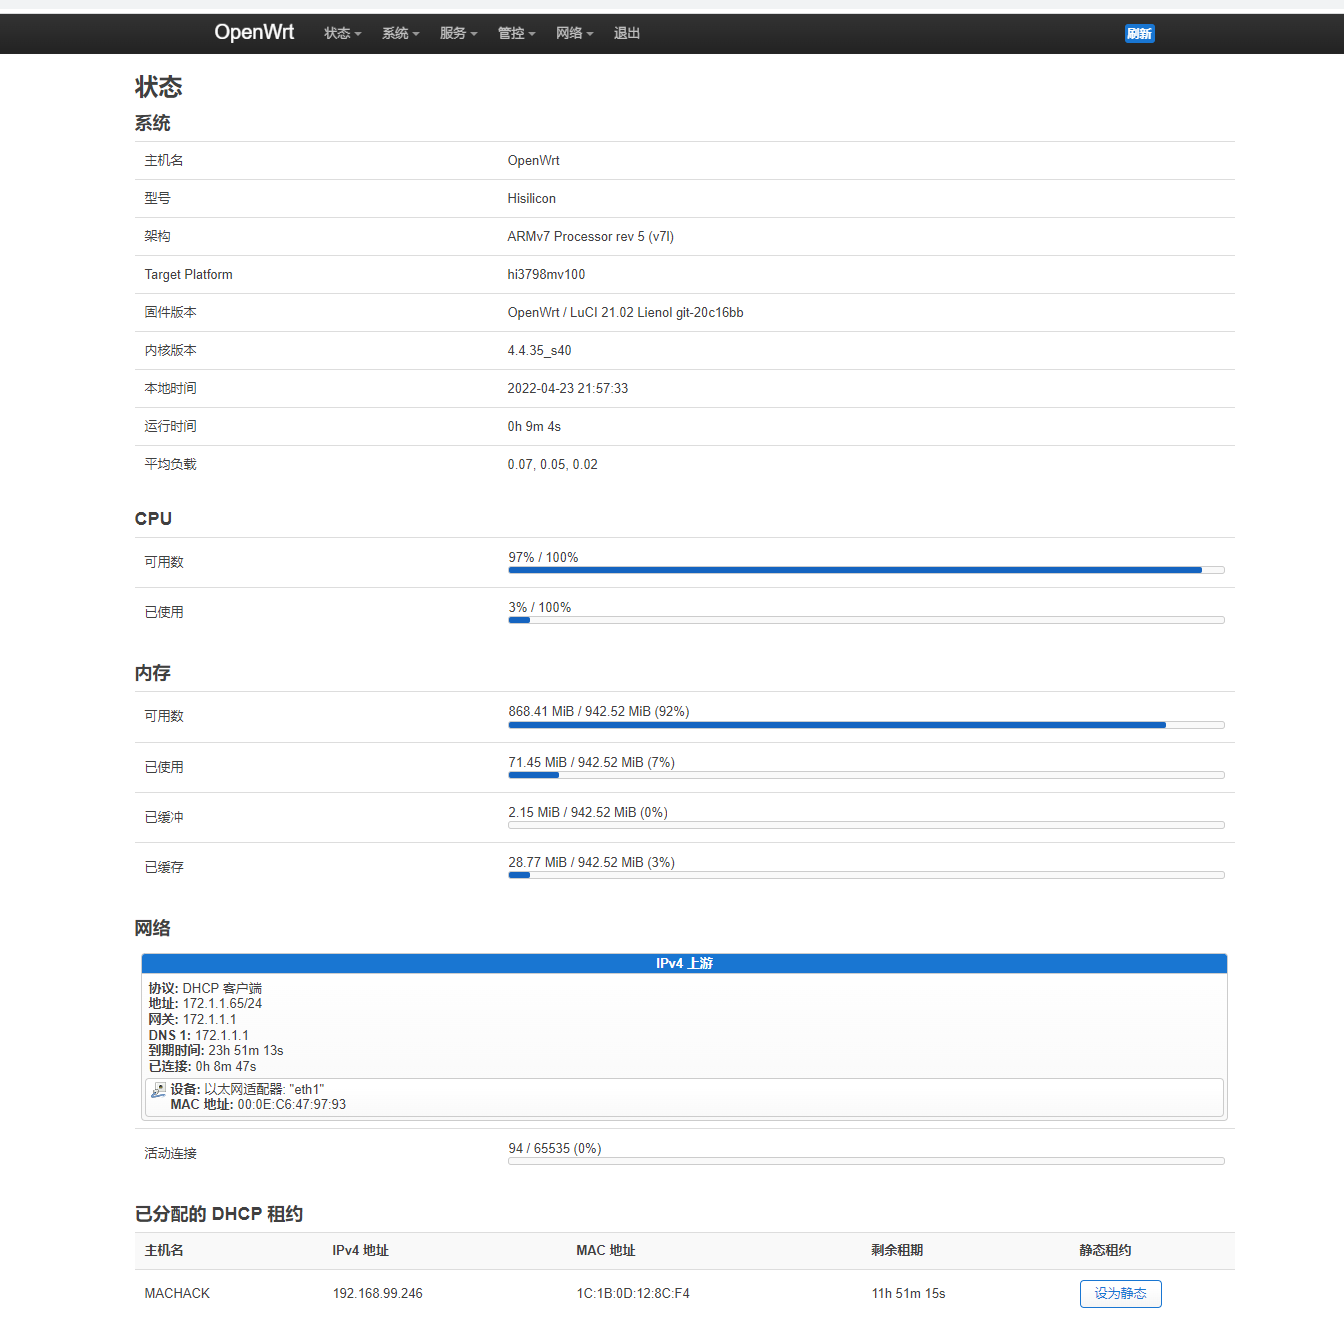 OpenWrt 状态 系统 服务 管控 网络 退出 刷新
状态
系统
主机名 OpenWrt
型号 Hisilicon
架构 ARMv7 Processor rev 5 (v7l)
Target Platform hi3798mv100
固件版本 OpenWrt / LuCI 21.02 Lienol git-20c16bb
内核版本 4.4.35_s40
本地时间 2022-04-23 21:57:33
运行时间 0h 9m 4s
平均负载 0.07, 0.05, 0.02
CPU
可用数 97% / 100%
已使用 3% / 100%
内存
可用数 868.41 MiB / 942.52 MiB (92%)
已使用 71.45 MiB / 942.52 MiB (7%)
已缓冲 2.15 MiB / 942.52 MiB (0%)
已缓存 28.77 MiB / 942.52 MiB (3%)
网络
IPv4 上游
协议: DHCP 客户端
地址: 172.1.1.65/24
网关: 172.1.1.1
DNS 1: 172.1.1.1
到期时间: 23h 51m 13s
已连接: 0h 8m 47s
设备: 以太网适配器: "eth1"
MAC 地址: 00:0E:C6:47:97:93
活动连接 94 / 65535 (0%)
已分配的 DHCP 租约
主机名 IPv4 地址 MAC 地址 剩余租期 静态租约
MACHACK 192.168.99.246 1C:1B:0D:12:8C:F4 11h 51m 15s 设为静态